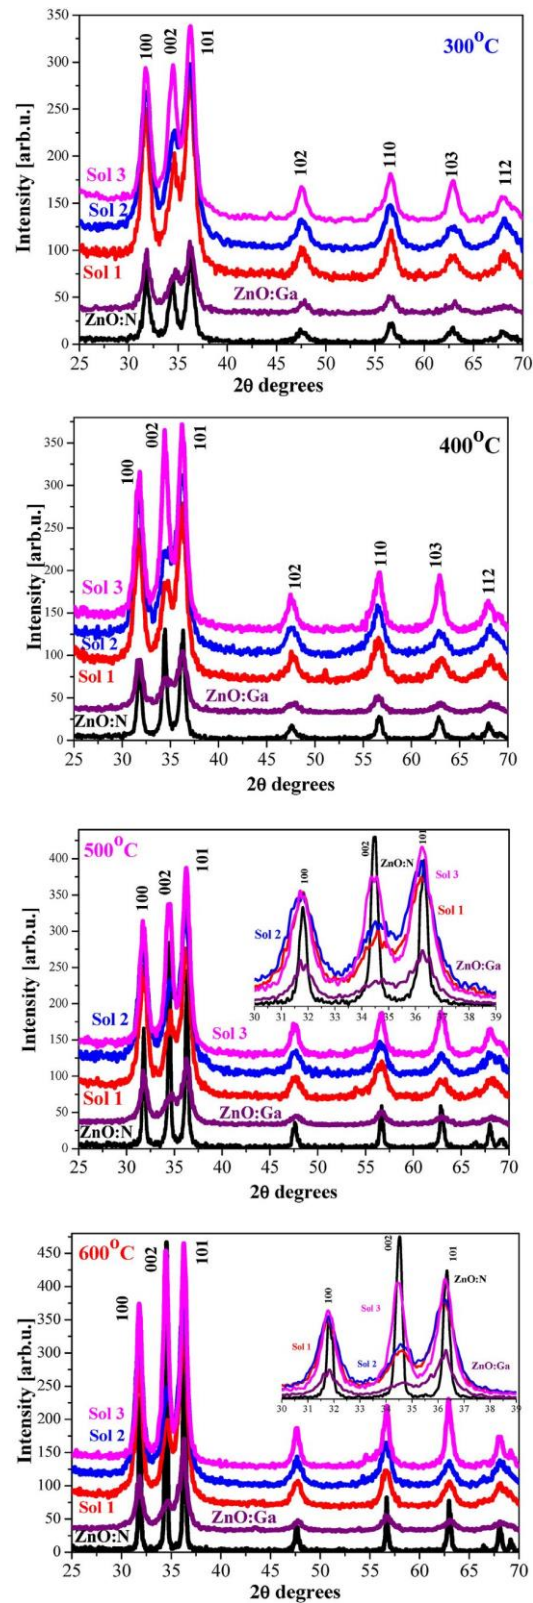 350
300°C
100
002
101
300
250
200
150
100
50
0
Intensity [arb.u.]
Sol 3
Sol 2
Sol 1
102
110
103
112
ZnO:Ga
ZnO:N
25 30 35 40 45 50 55 60 65 70
2θ degrees
400°C
100
002
101
350
300
250
200
150
100
50
0
Intensity [arb.u.]
Sol 3
Sol 2
Sol 1
102
110
103
112
ZnO:Ga
ZnO:N
25 30 35 40 45 50 55 60 65 70
2θ degrees
500°C
100
002
101
400
350
300
250
200
150
100
50
0
Intensity [arb.u.]
100
002
101
ZnO:N
Sol 3
Sol 2
Sol 1
ZnO:Ga
30 31 32 33 34 35 36 37 38 39
Sol 2
Sol 3
Sol 1
ZnO:Ga
ZnO:N
25 30 35 40 45 50 55 60 65 70
2θ degrees
600°C
100
002
101
450
400
350
300
250
200
150
100
50
0
Intensity [arb.u.]
100
002
101
ZnO:N
Sol 3
Sol 1
Sol 2
ZnO:Ga
30 31 32 33 34 35 36 37 38 39
Sol 3
Sol 2
Sol 1
ZnO:Ga
ZnO:N
25 30 35 40 45 50 55 60 65 70
2θ degrees